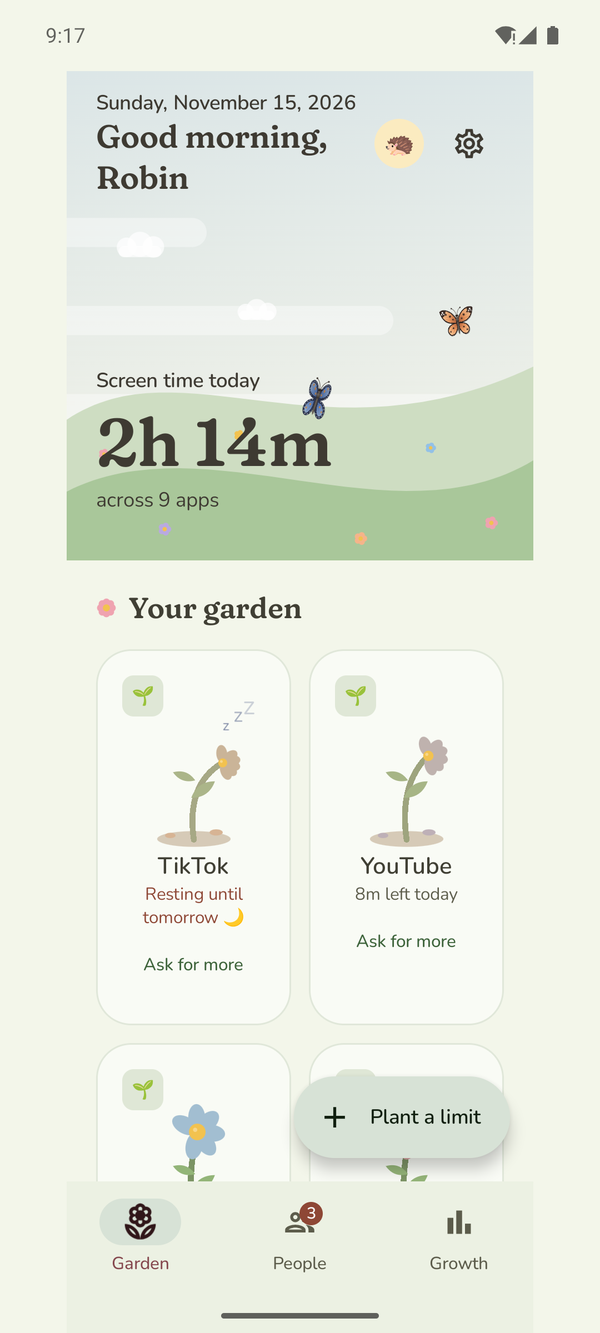 9:17
Sunday, November 15, 2026
Good morning,
Robin
Screen time today
2h 14m
across 9 apps
Your garden
z z z
TikTok
Resting until
tomorrow 🌙
Ask for more
YouTube
8m left today
Ask for more
Plant a limit
Garden
3
People
Growth